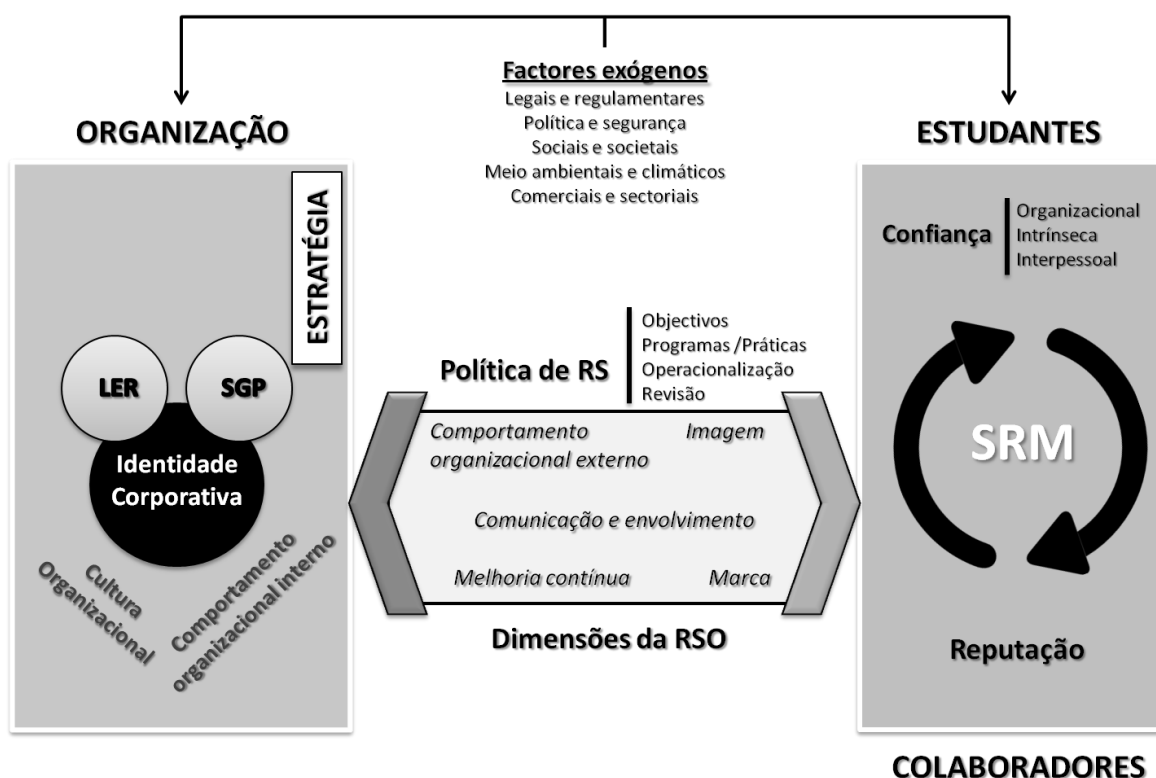 Factores exógenos
Legais e regulamentares
Política e segurança
Sociais e societais
Meio ambientais e climáticos
Comerciais e sectoriais
ORGANIZAÇÃO
ESTRATÉGIA
LER
SGP
Identidade
Corporativa
Cultura
Organizacional
Comportamento
organizacional interno
Política de RS
Objectivos
Programas /Práticas
Operacionalização
Revisão
Comportamento
organizacional externo
Imagem
Comunicação e envolvimento
Melhoria contínua
Marca
Dimensões da RSO
ESTUDANTES
Confiança
Organizacional
Intrínseca
Interpessoal
SRM
Reputação
COLABORADORES